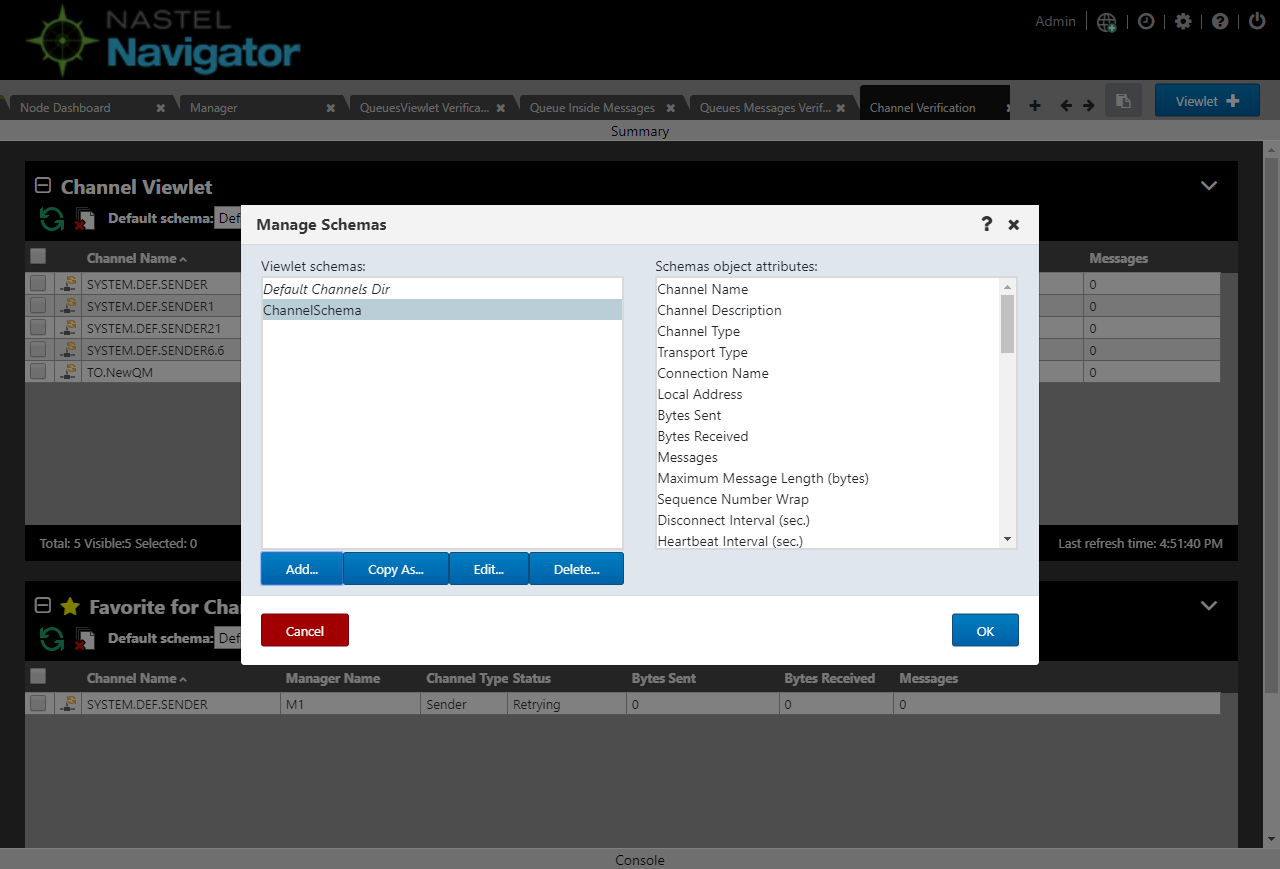 NASTEL
Navigator
Admin
Node Dashboard
Manager
QueuesViewlet Verifica...
Queue Inside Messages
Queues Messages Verif...
Channel Verification
Viewlet
Summary
Channel Viewlet
Default schema: Def
Channel Name
Messages
SYSTEM.DEF.SENDER
0
SYSTEM.DEF.SENDER1
0
SYSTEM.DEF.SENDER21
0
SYSTEM.DEF.SENDER6.6
0
TO.NewQM
0
Total: 5 Visible:5 Selected: 0
Last refresh time: 4:51:40 PM
Manage Schemas
?
Viewlet schemas:
Default Channels Dir
ChannelSchema
Schemas object attributes:
Channel Name
Channel Description
Channel Type
Transport Type
Connection Name
Local Address
Bytes Sent
Bytes Received
Messages
Maximum Message Length (bytes)
Sequence Number Wrap
Disconnect Interval (sec.)
Heartbeat Interval (sec.)
Add...
Copy As...
Edit...
Delete...
Cancel
OK
Favorite for Cha
Default schema: Def
Channel Name
Manager Name
Channel Type
Status
Bytes Sent
Bytes Received
Messages
SYSTEM.DEF.SENDER
M1
Sender
Retrying
0
0
0
Console